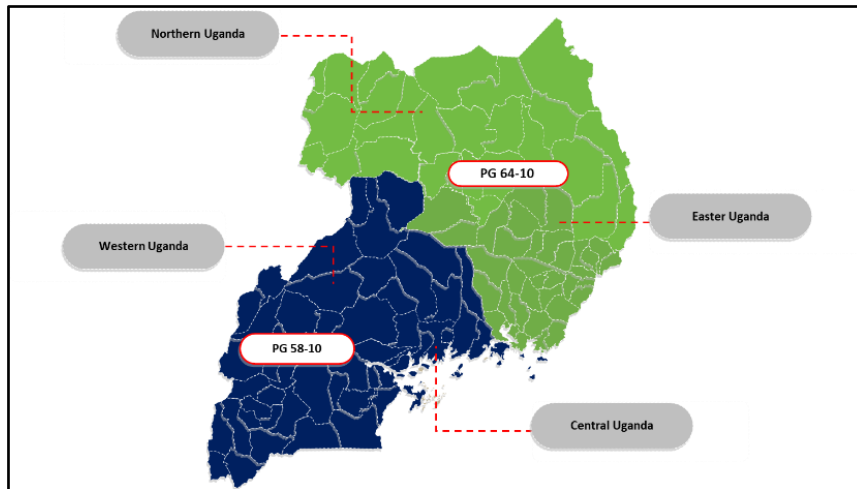 Northern Uganda
PG 64-10
Easter Uganda
Western Uganda
PG 58-10
Central Uganda